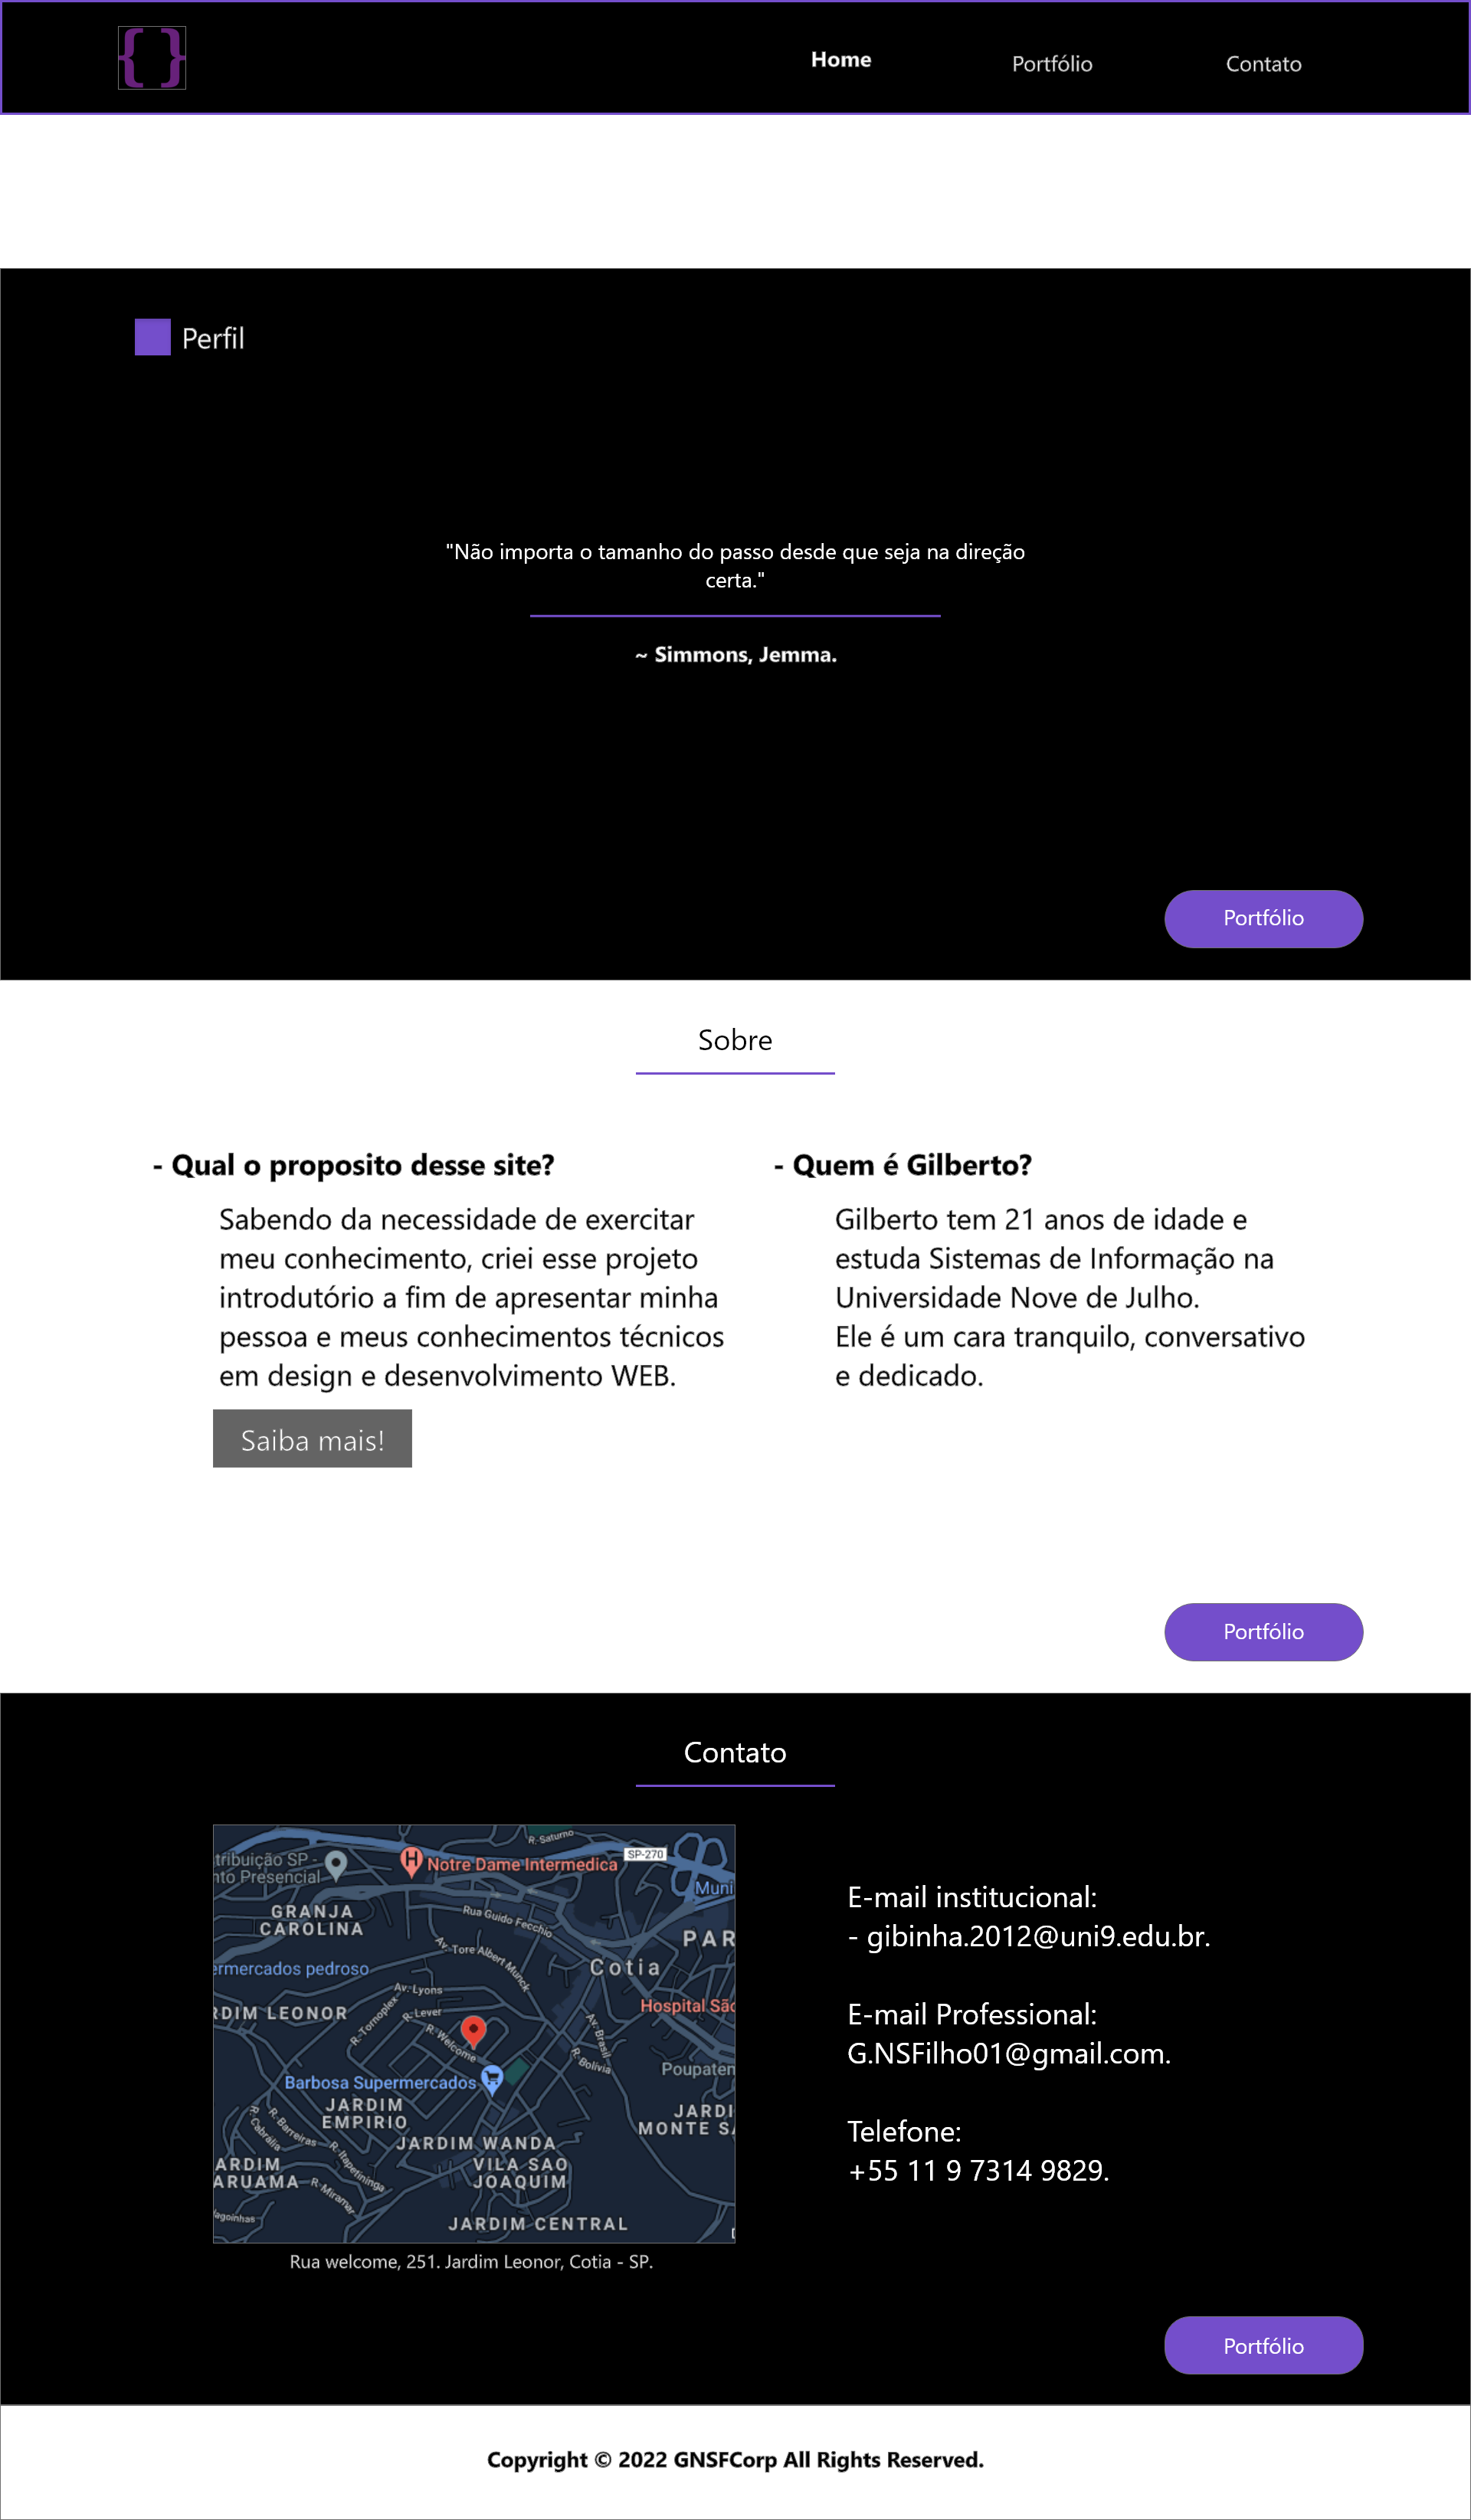 { }
Home
Portfólio
Contato
Perfil
"Não importa o tamanho do passo desde que seja na direção
certa."
~ Simmons, Jemma.
Portfólio
Sobre
- Qual o proposito desse site?
Sabendo da necessidade de exercitar
meu conhecimento, criei esse projeto
introdutório a fim de apresentar minha
pessoa e meus conhecimentos técnicos
em design e desenvolvimento WEB.
Saiba mais!
- Quem é Gilberto?
Gilberto tem 21 anos de idade e
estuda Sistemas de Informação na
Universidade Nove de Julho.
Ele é um cara tranquilo, conversativo
e dedicado.
Portfólio
Contato
R. Saturno
tribuição SP -
nto Presencial
Notre Dame Intermedica
SP-270
Muni
GRANJA
CAROLINA
Rua Guido Fecchio
PAR
Av. Tore Albert Munck
Cotia
ermercados pedroso
Av. Lyons
RDIM LEONOR
R. Lever
R. Tornoplex
R. Welcome
Hospital São
Av. Brasil
R. Bolívia
Barbosa Supermercados
Poupaten
JARDIM
EMPIRIO
JARDI
MONTE SA
R. Cabrália
R. Barreiras
R. Itapetininga
JARDIM WANDA
VILA SAO
JOAQUIM
ARDIM
ARUAMA
R. Miramar
lagoinhas
JARDIM CENTRAL
Rua welcome, 251. Jardim Leonor, Cotia - SP.
E-mail institucional:
- gibinha.2012@uni9.edu.br.
E-mail Professional:
G.NSFilho01@gmail.com.
Telefone:
+55 11 9 7314 9829.
Portfólio
Copyright © 2022 GNSFCorp All Rights Reserved.